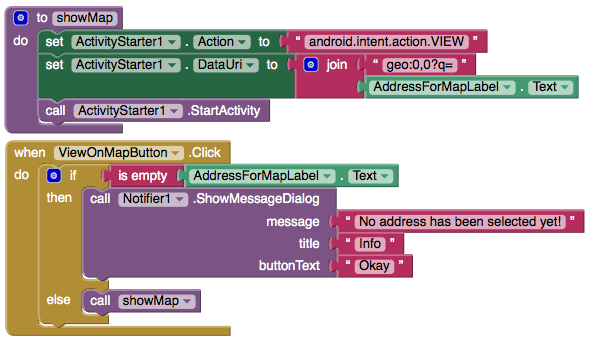 to showMap
do set ActivityStarter1 . Action to " android.intent.action.VIEW "
set ActivityStarter1 . DataUri to join " geo:0,0?q= "
AddressForMapLabel . Text
call ActivityStarter1 .StartActivity
when ViewOnMapButton .Click
do if is empty AddressForMapLabel . Text
then call Notifier1 .ShowMessageDialog
message " No address has been selected yet! "
title " Info "
buttonText " Okay "
else call showMap